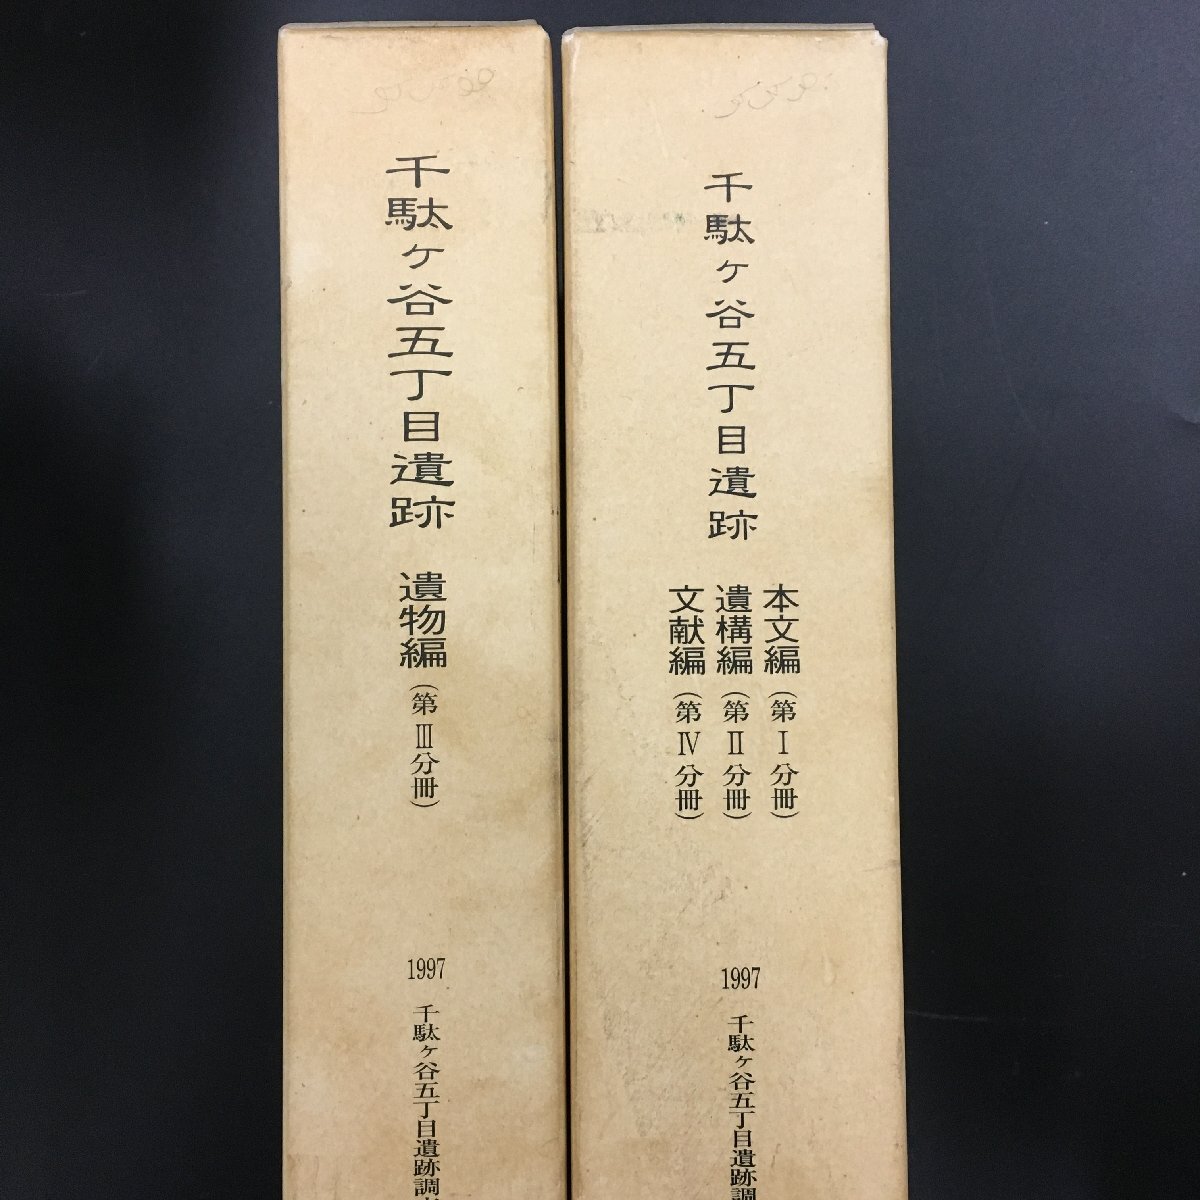 千駄ヶ谷五丁目遺跡
本文編（第Ⅰ分冊）
遺構編（第Ⅱ分冊）
文献編（第Ⅳ分冊）
1997
千駄ヶ谷五丁目遺跡調
千駄ヶ谷五丁目遺跡
遺物編（第Ⅲ分冊）
1997
千駄ヶ谷五丁目遺跡調